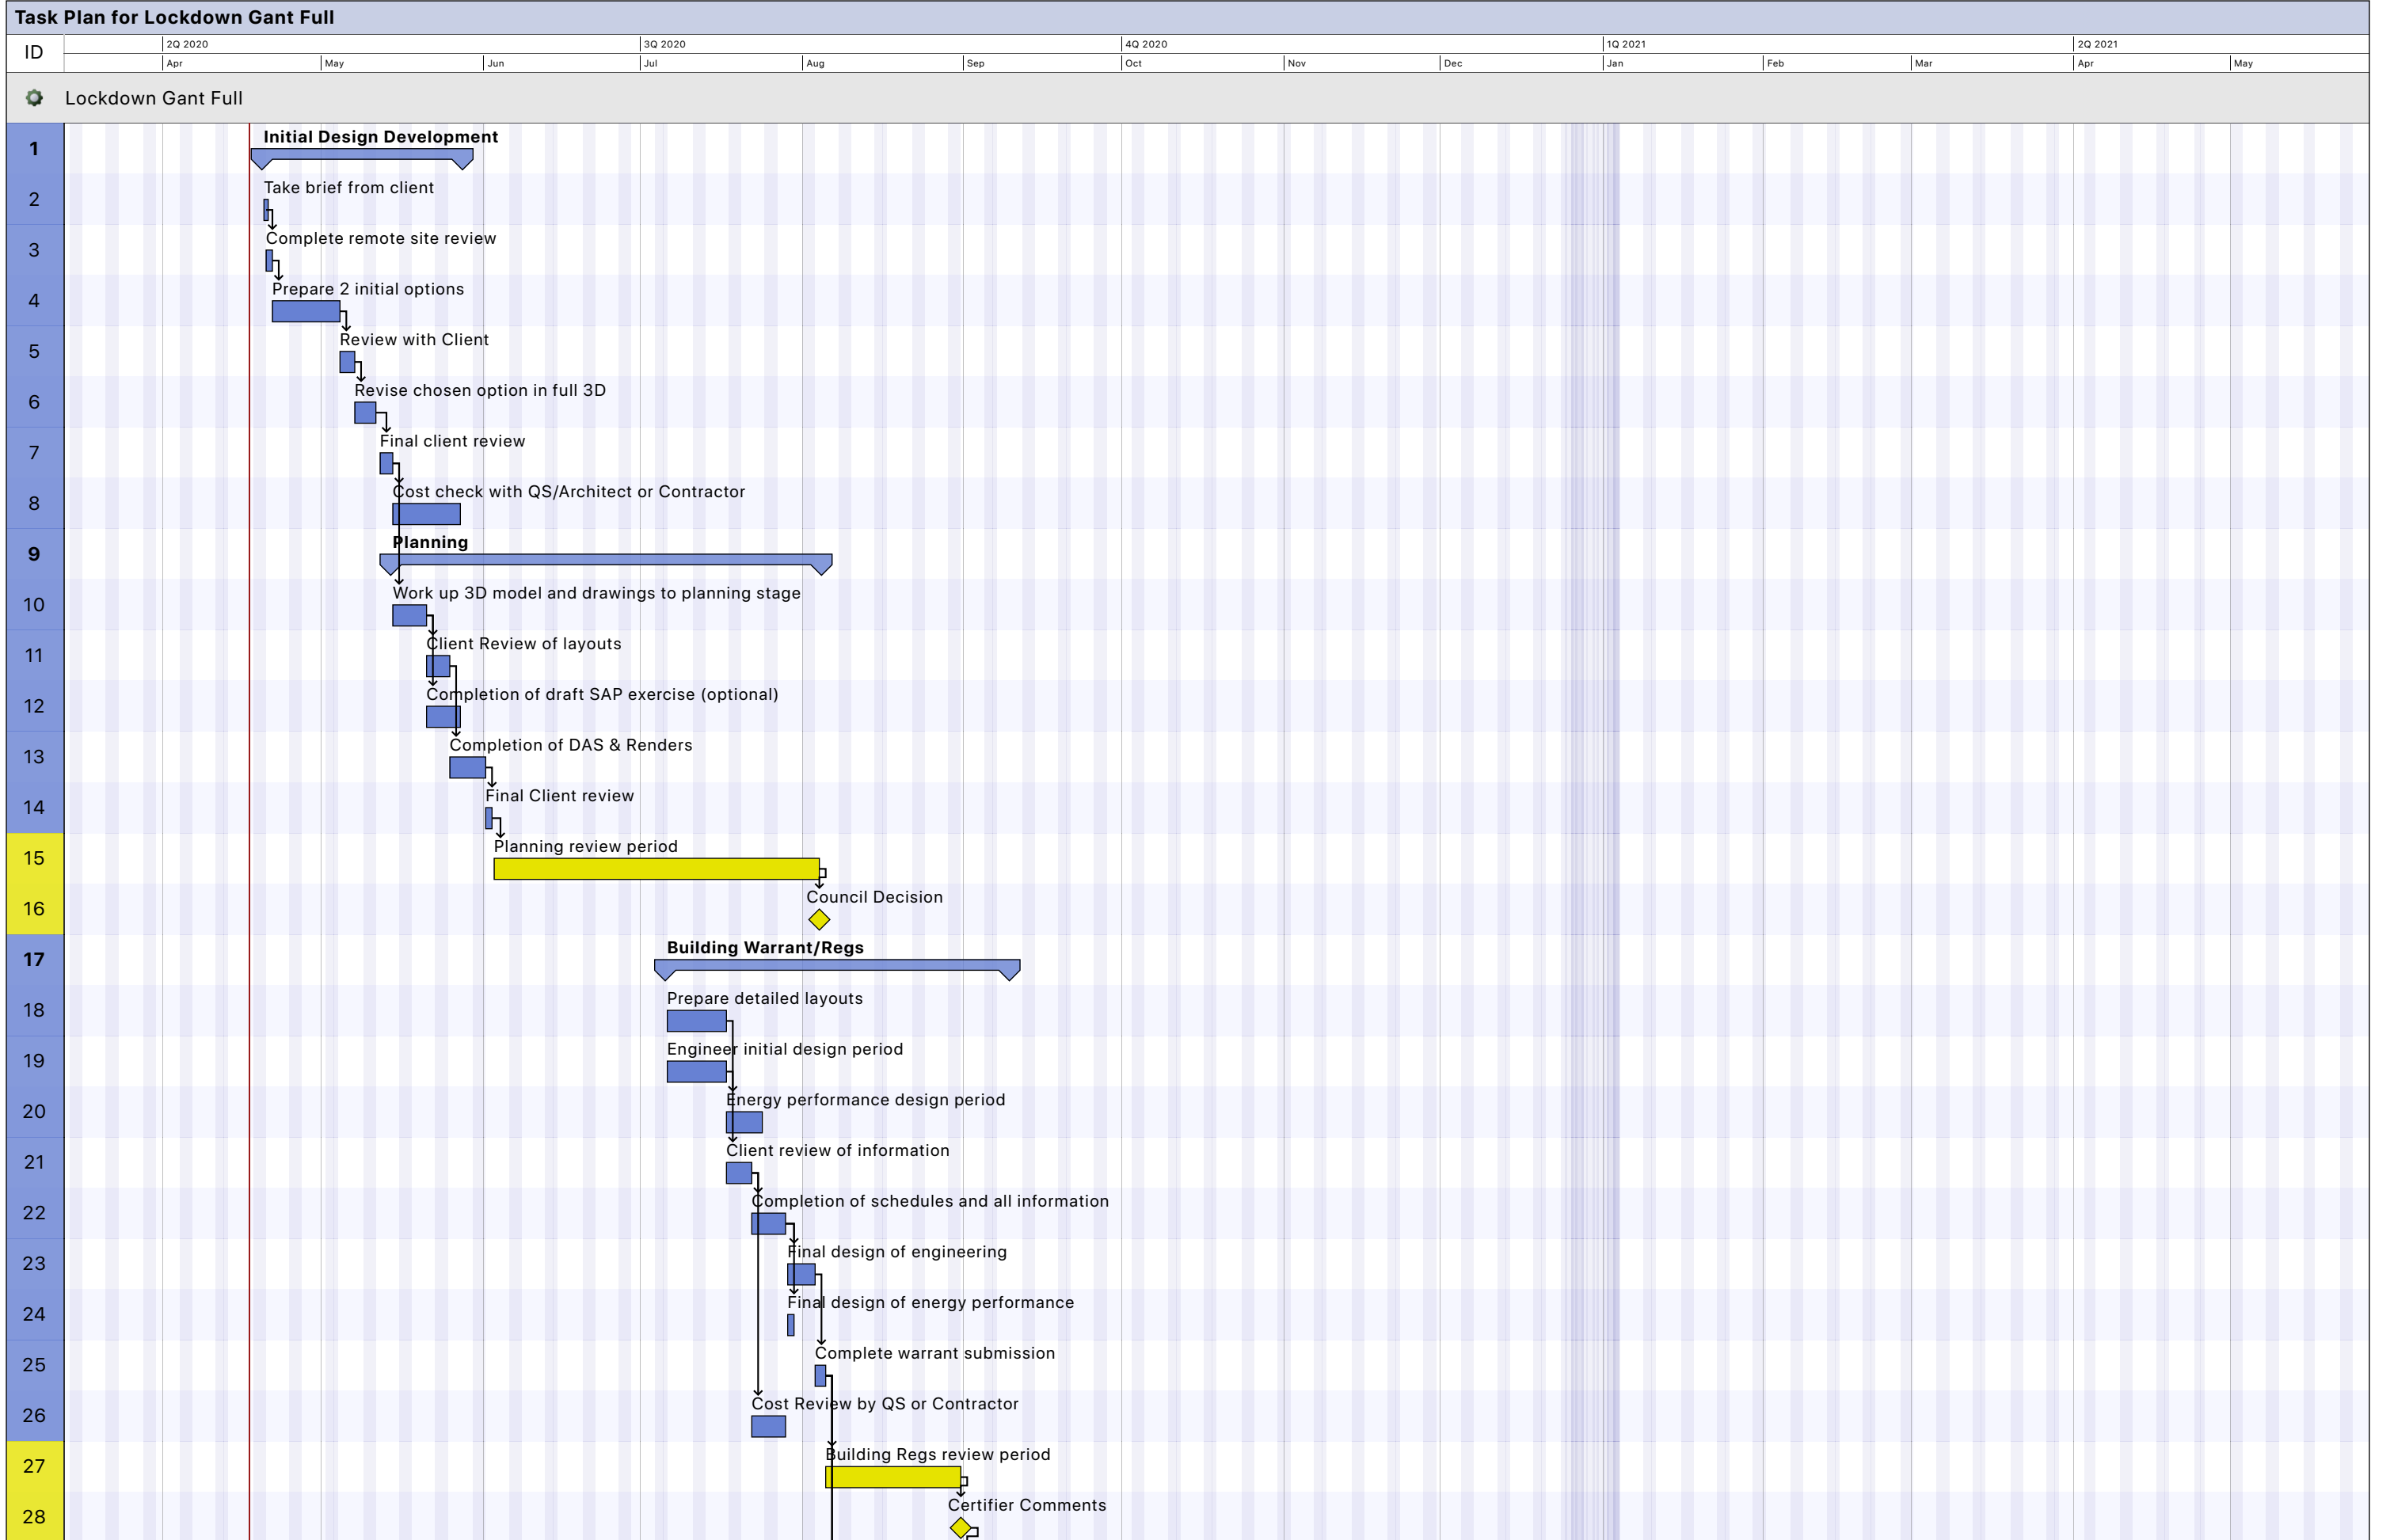 Task Plan for Lockdown Gant Full
ID
2Q 2020 3Q 2020 4Q 2020 1Q 2021 2Q 2021
Apr May Jun Jul Aug Sep Oct Nov Dec Jan Feb Mar Apr May
Lockdown Gant Full
1 Initial Design Development
2 Take brief from client
3 Complete remote site review
4 Prepare 2 initial options
5 Review with Client
6 Revise chosen option in full 3D
7 Final client review
8 Cost check with QS/Architect or Contractor
9 Planning
10 Work up 3D model and drawings to planning stage
11 Client Review of layouts
12 Completion of draft SAP exercise (optional)
13 Completion of DAS & Renders
14 Final Client review
15 Planning review period
16 Council Decision
17 Building Warrant/Regs
18 Prepare detailed layouts
19 Engineer initial design period
20 Energy performance design period
21 Client review of information
22 Completion of schedules and all information
23 Final design of engineering
24 Final design of energy performance
25 Complete warrant submission
26 Cost Review by QS or Contractor
27 Building Regs review period
28 Certifier Comments